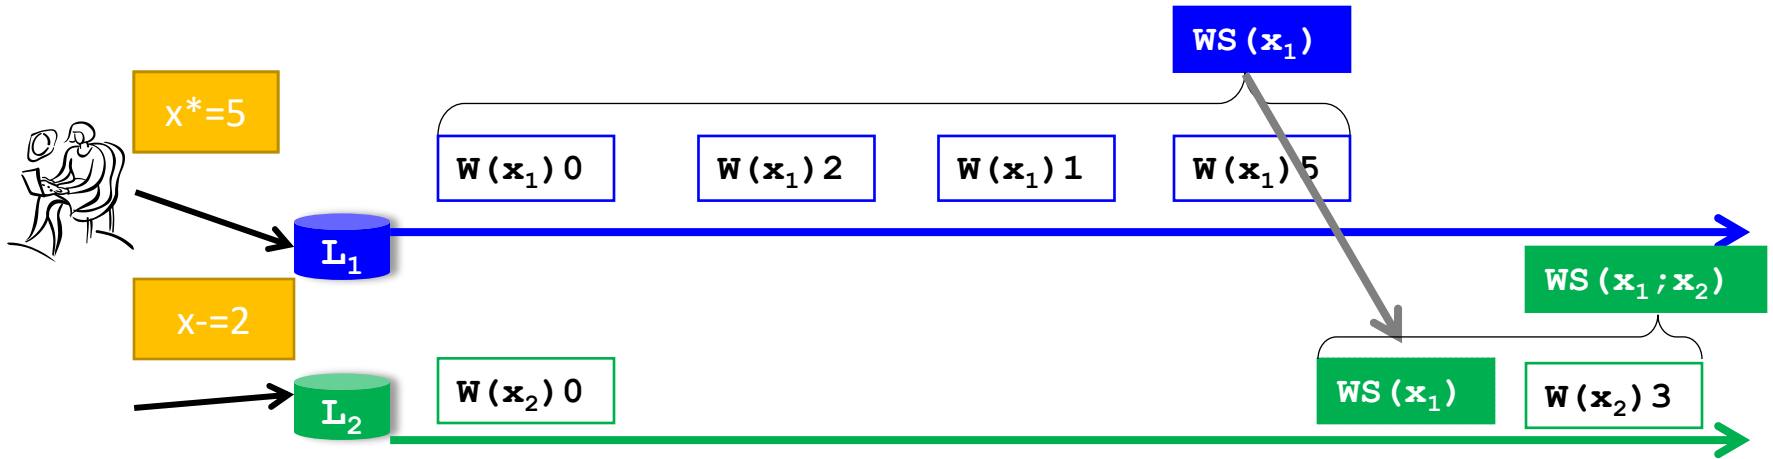 WS(x₁)
x*=5
W(x₁)0 W(x₁)2 W(x₁)1 W(x₁)5
L₁
WS(x₁;x₂)
x-=2
W(x₂)0 WS(x₁) W(x₂)3
L₂